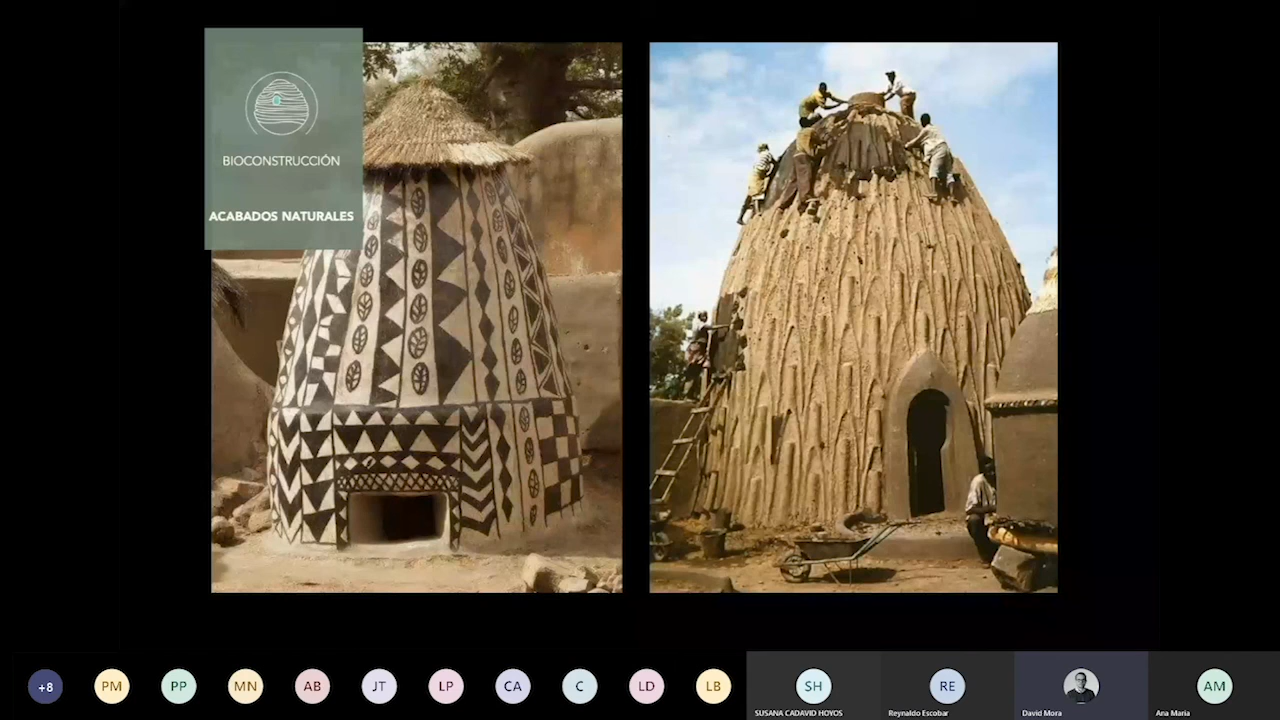 BIOCONSTRUCCIÓN
ACABADOS NATURALES
+8
PM
PP
MN
AB
JT
LP
CA
C
LD
LB
SH
RE
AM
SUSANA CADAVID HOYOS
Reynaldo Escobar
David Mora
Ana Maria